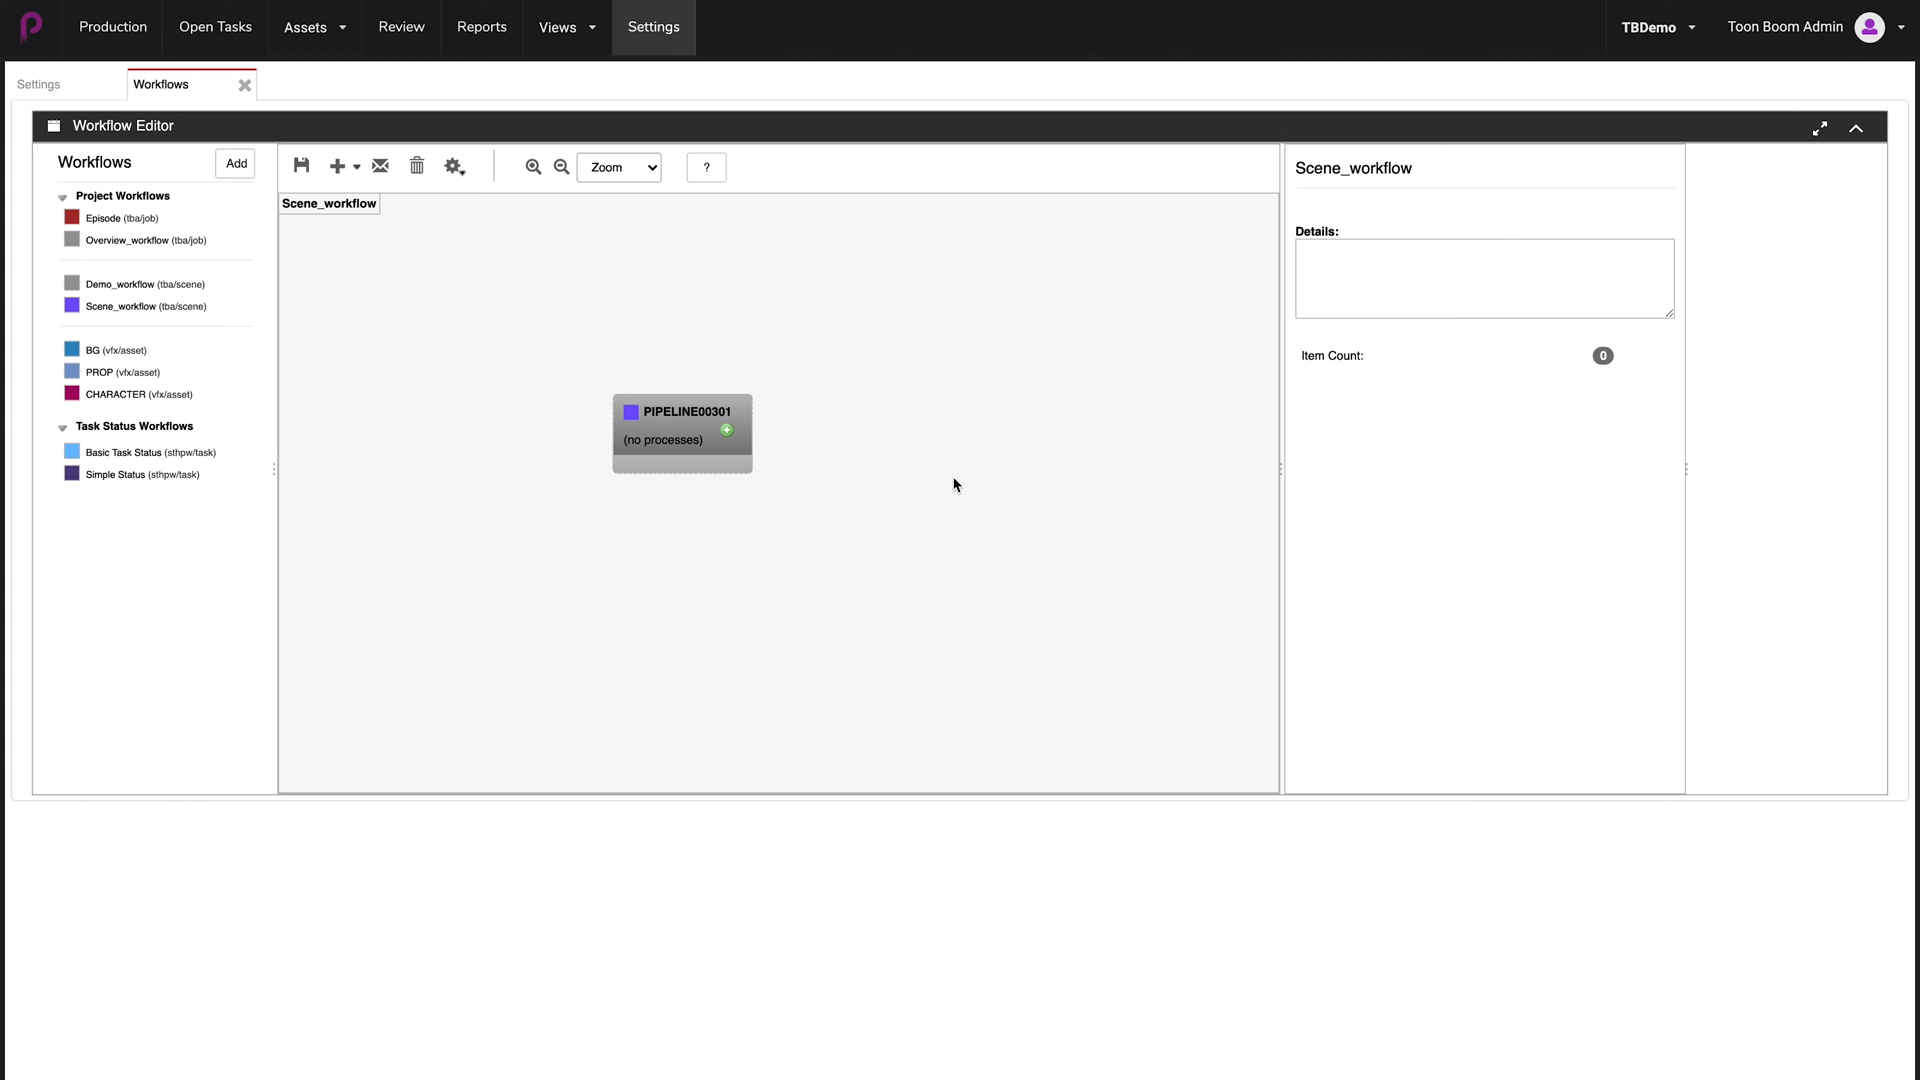 Production
Open Tasks
Assets
Review
Reports
Views
Settings
TBDemo
Toon Boom Admin
Settings
Workflows
Workflow Editor
Workflows
Add
Project Workflows
Episode (tba/job)
Overview_workflow (tba/job)
Demo_workflow (tba/scene)
Scene_workflow (tba/scene)
BG (vfx/asset)
PROP (vfx/asset)
CHARACTER (vfx/asset)
Task Status Workflows
Basic Task Status (sthpw/task)
Simple Status (sthpw/task)
Zoom
?
Scene_workflow
PIPELINE00301
(no processes)
Scene_workflow
Details:
Item Count:
0